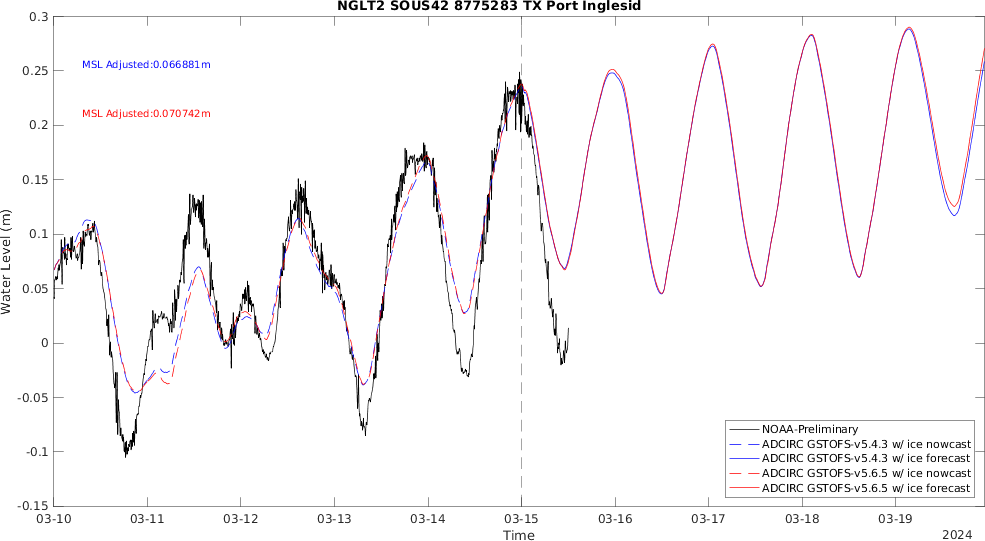 NGLT2 SOUS42 8775283 TX Port Inglesid
0.3
0.25
0.2
0.15
0.1
0.05
0
-0.05
-0.1
-0.15
Water Level (m)
MSL Adjusted:0.066881m
MSL Adjusted:0.070742m
NOAA-Preliminary
ADCIRC GSTOFS-v5.4.3 w/ ice nowcast
ADCIRC GSTOFS-v5.4.3 w/ ice forecast
ADCIRC GSTOFS-v5.6.5 w/ ice nowcast
ADCIRC GSTOFS-v5.6.5 w/ ice forecast
03-10 03-11 03-12 03-13 03-14 03-15 03-16 03-17 03-18 03-19
Time
2024